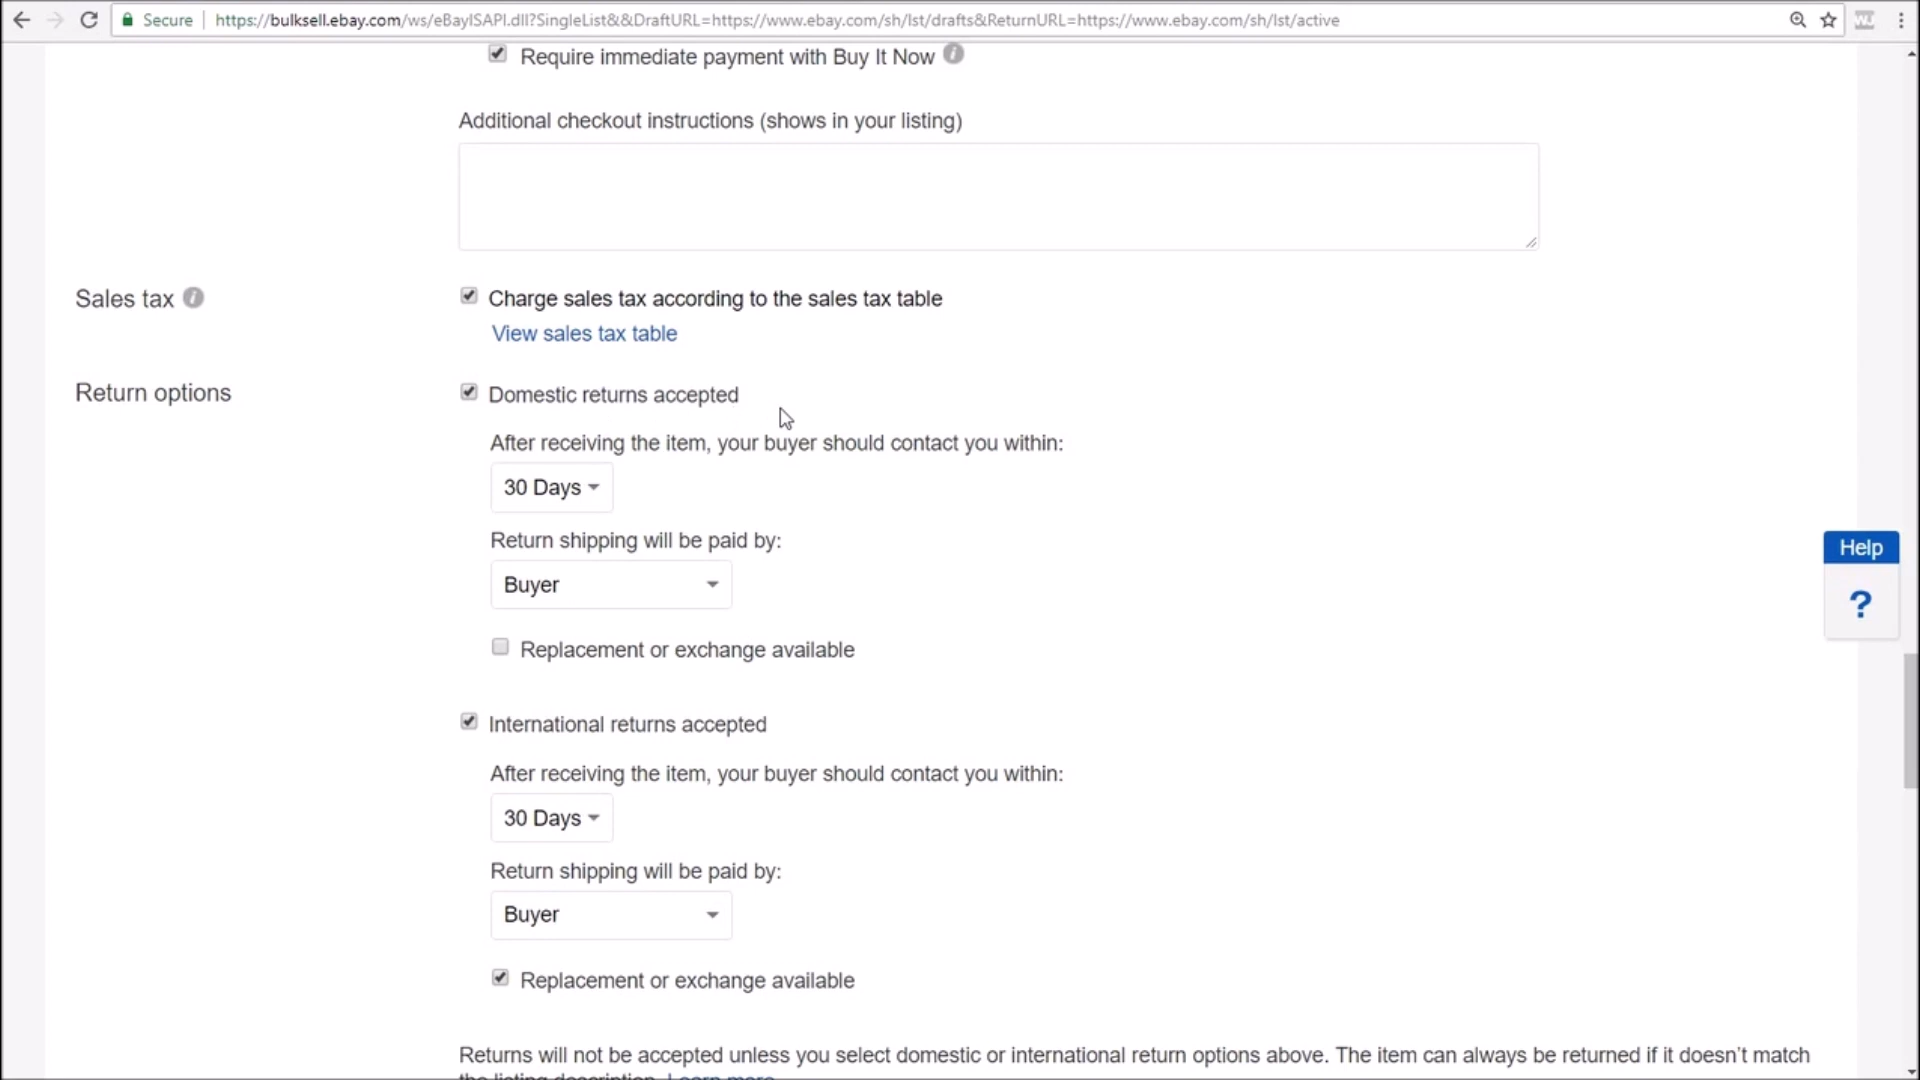 Secure https://bulksell.ebay.com/ws/eBayISAPI.dll?SingleList&&DraftURL=https://www.ebay.com/sh/lst/drafts&ReturnURL=https://www.ebay.com/sh/lst/active
Require immediate payment with Buy It Now i
Additional checkout instructions (shows in your listing)
Sales tax i
Charge sales tax according to the sales tax table
View sales tax table
Return options
Domestic returns accepted
After receiving the item, your buyer should contact you within:
30 Days
Return shipping will be paid by:
Buyer
Help
?
Replacement or exchange available
International returns accepted
After receiving the item, your buyer should contact you within:
30 Days
Return shipping will be paid by:
Buyer
Replacement or exchange available
Returns will not be accepted unless you select domestic or international return options above. The item can always be returned if it doesn't match
the listing description. Learn more